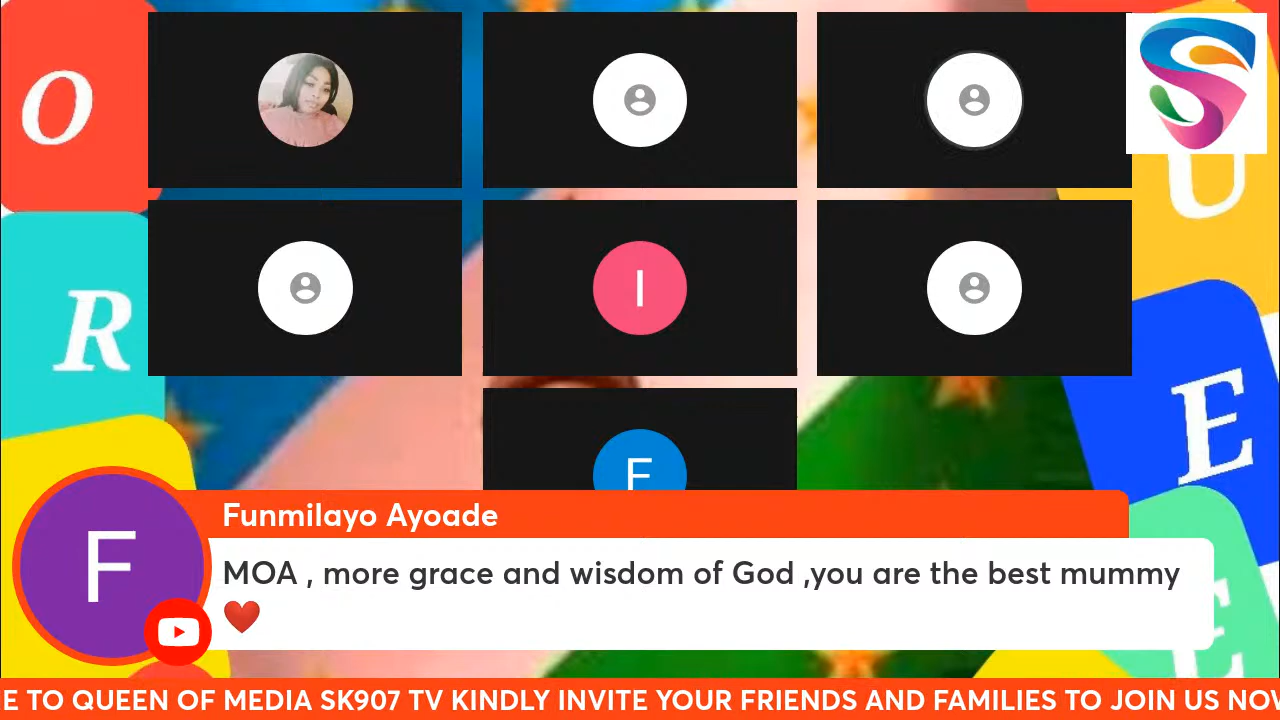 O
R
U
E
E
I
F
F
Funmilayo Ayoade
MOA , more grace and wisdom of God ,you are the best mummy
❤️
E TO QUEEN OF MEDIA SK907 TV KINDLY INVITE YOUR FRIENDS AND FAMILIES TO JOIN US NOW